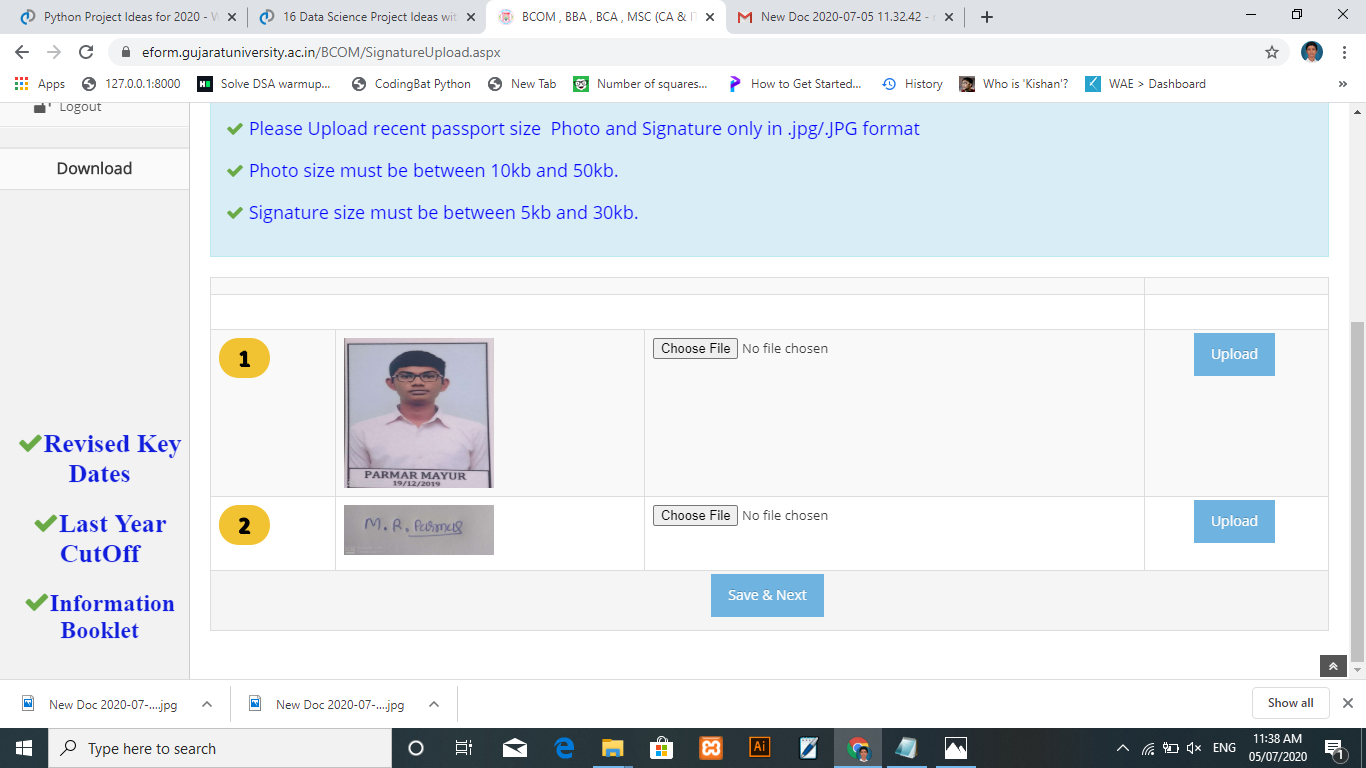 Python Project Ideas for 2020 - W
16 Data Science Project Ideas wit
BCOM , BBA , BCA , MSC (CA & IT
New Doc 2020-07-05 11.32.42 -
eform.gujaratuniversity.ac.in/BCOM/SignatureUpload.aspx
Apps
127.0.0.1:8000
Solve DSA warmup...
CodingBat Python
New Tab
Number of squares...
How to Get Started...
History
Who is 'Kishan'?
WAE > Dashboard
»
Logout
Download
Revised Key
Dates
Last Year
CutOff
Information
Booklet
Please Upload recent passport size Photo and Signature only in .jpg/.JPG format
Photo size must be between 10kb and 50kb.
Signature size must be between 5kb and 30kb.
1
PARMAR MAYUR
19/12/2019
Choose File No file chosen
Upload
2
M.R. Parmar
Choose File No file chosen
Upload
Save & Next
New Doc 2020-07-....jpg
New Doc 2020-07-....jpg
Show all
Type here to search
Ai
ENG
11:38 AM
05/07/2020
1